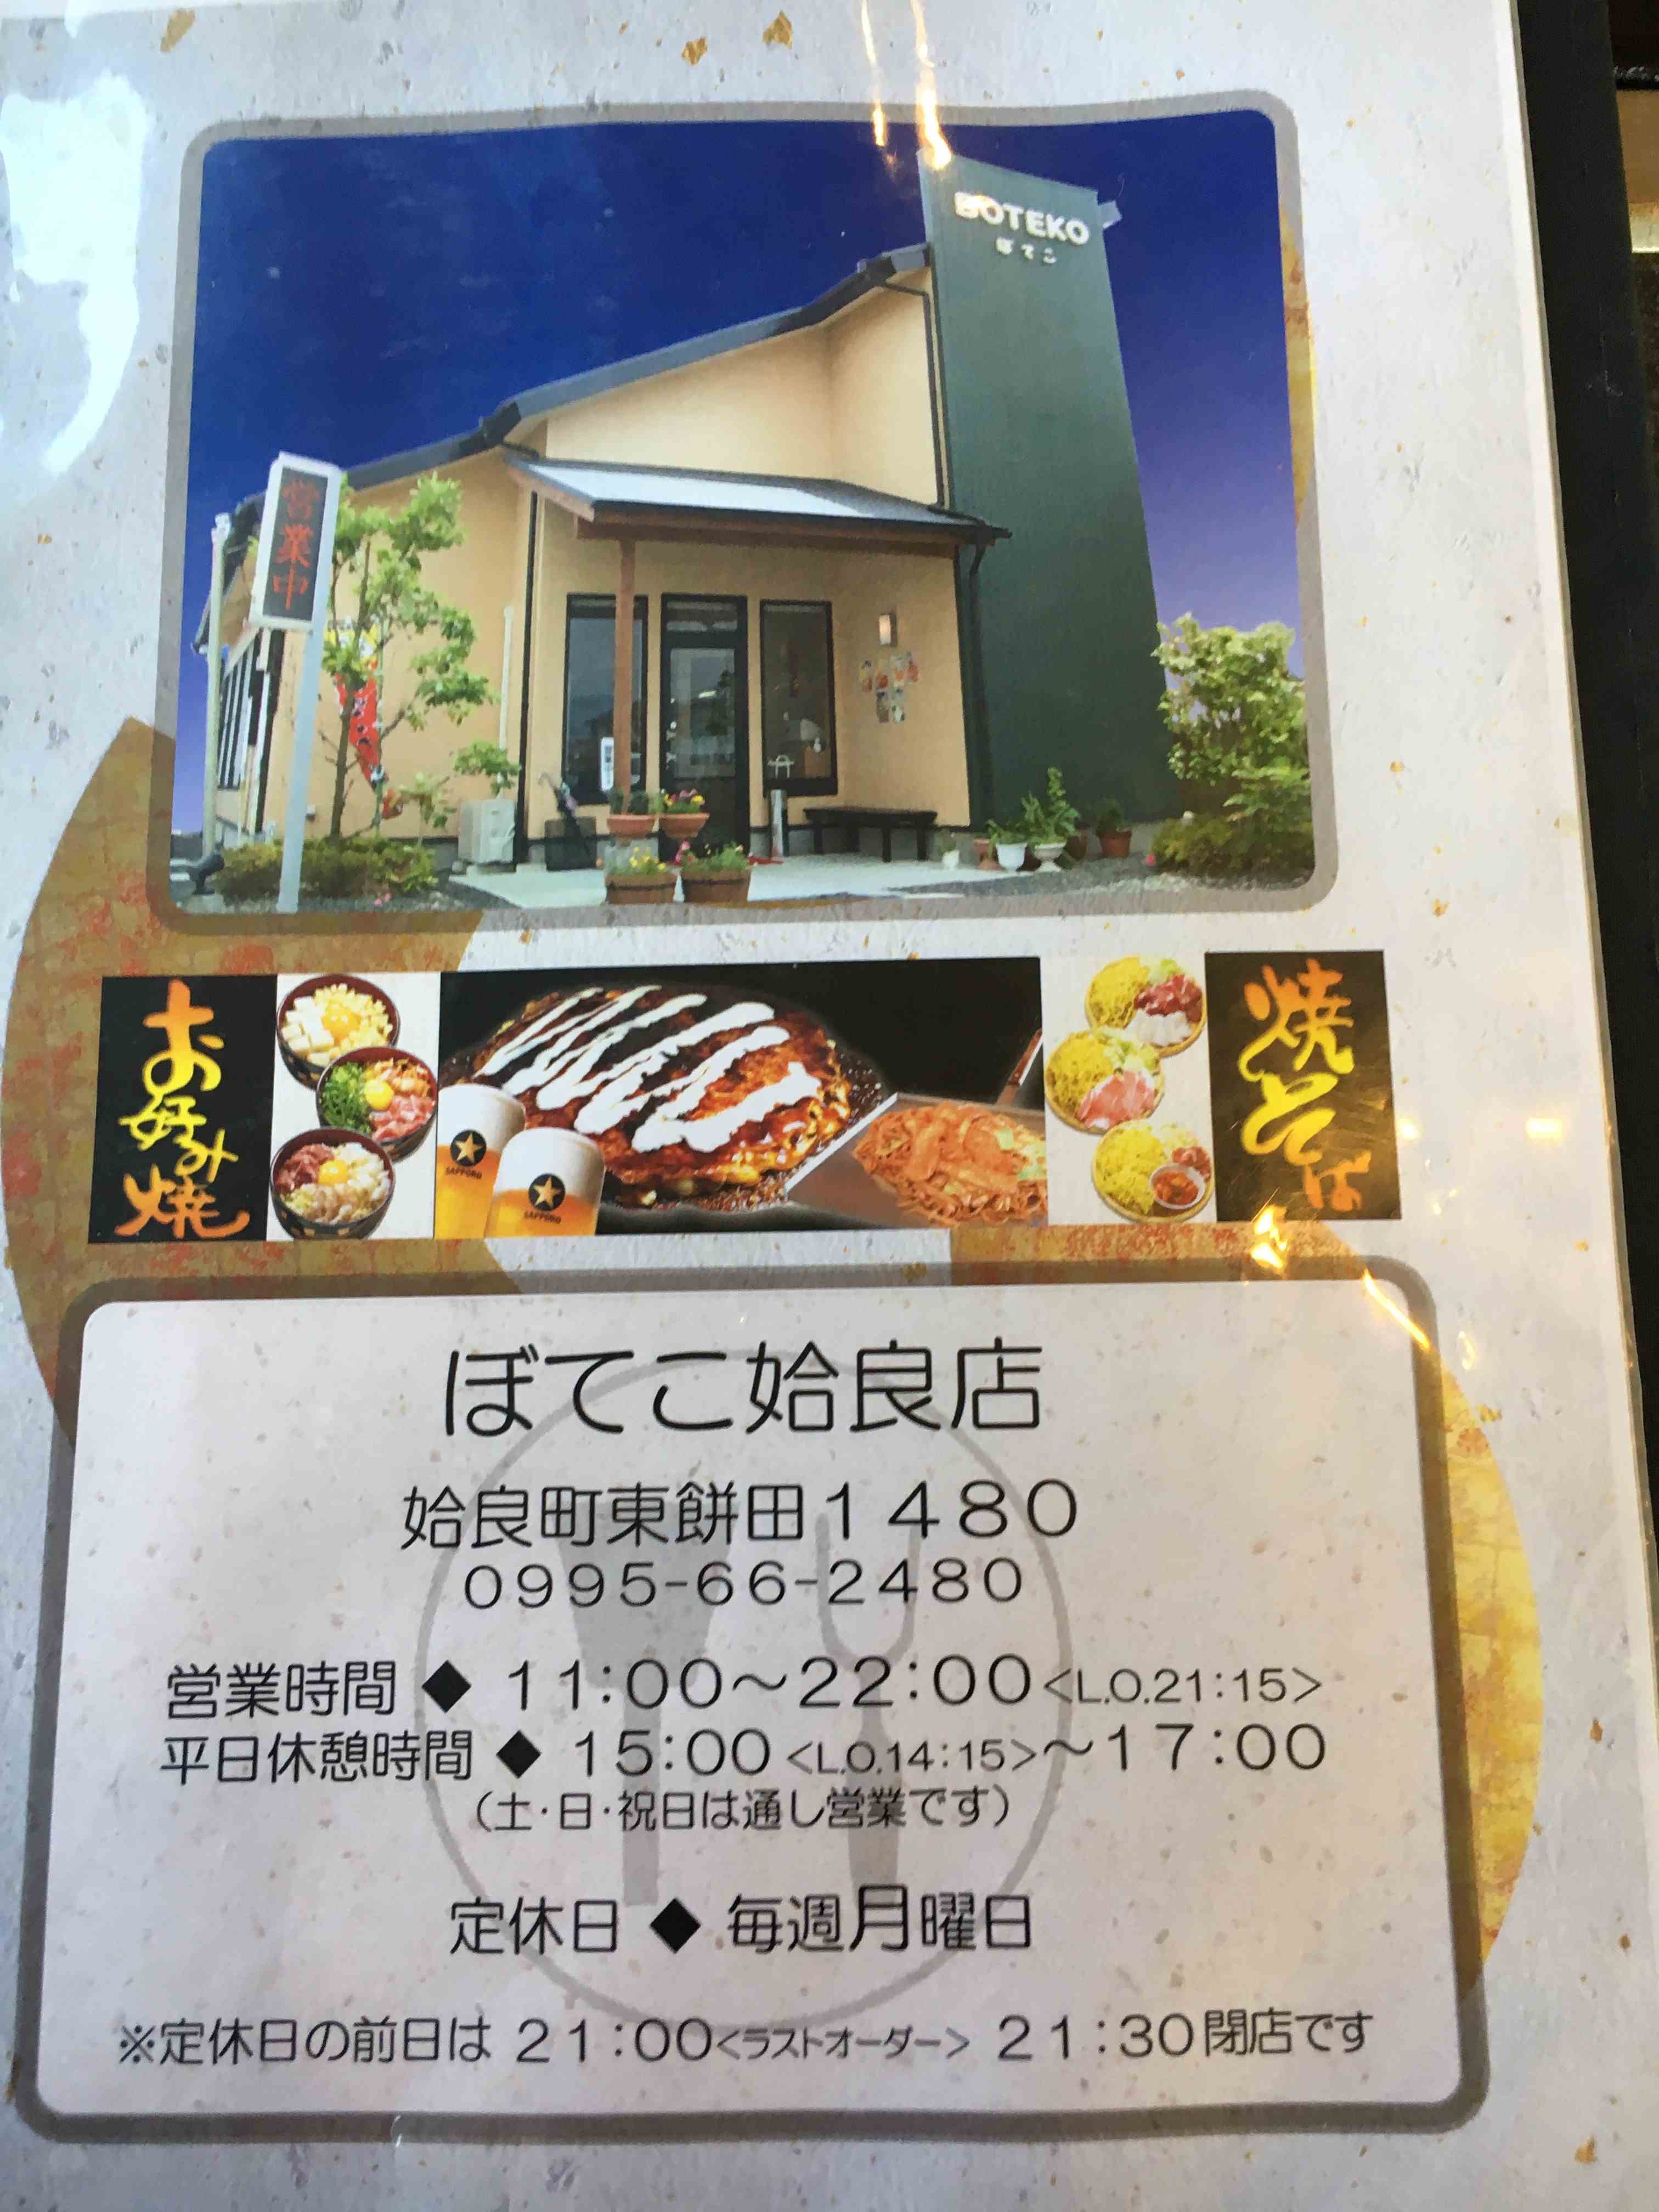 BOTEKO
ぼてこ
営業中
お好み焼
SAPPORO
SAPPORO
焼そば
ぼてこ姶良店
姶良町東餅田1480
0995-66-2480
営業時間 ◆ 11:00～22:00<L.O.21:15>
平日休憩時間 ◆ 15:00<L.O.14:15>～17:00
(土・日・祝日は通し営業です)
定休日 ◆ 毎週月曜日
※定休日の前日は 21:00<ラストオーダー> 21:30閉店です